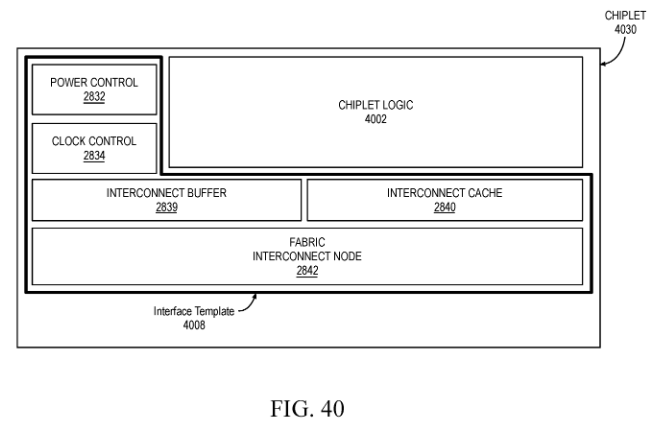 CHIPLET
4030
POWER CONTROL
2832
CHIPLET LOGIC
4002
CLOCK CONTROL
2834
INTERCONNECT BUFFER
2839
INTERCONNECT CACHE
2840
FABRIC
INTERCONNECT NODE
2842
Interface Template
4008
FIG. 40